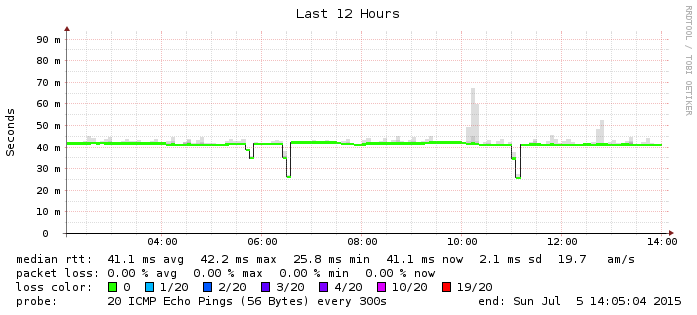 Last 12 Hours
RRDTOOL / TOBI OETIKER
Seconds
90 m
80 m
70 m
60 m
50 m
40 m
30 m
20 m
10 m
0
04:00 06:00 08:00 10:00 12:00 14:00
median rtt: 41.1 ms avg 42.2 ms max 25.8 ms min 41.1 ms now 2.1 ms sd 19.7 am/s
packet loss: 0.00 % avg 0.00 % max 0.00 % min 0.00 % now
loss color: 0 1/20 2/20 3/20 4/20 10/20 19/20
probe: 20 ICMP Echo Pings (56 Bytes) every 300s end: Sun Jul 5 14:05:04 2015